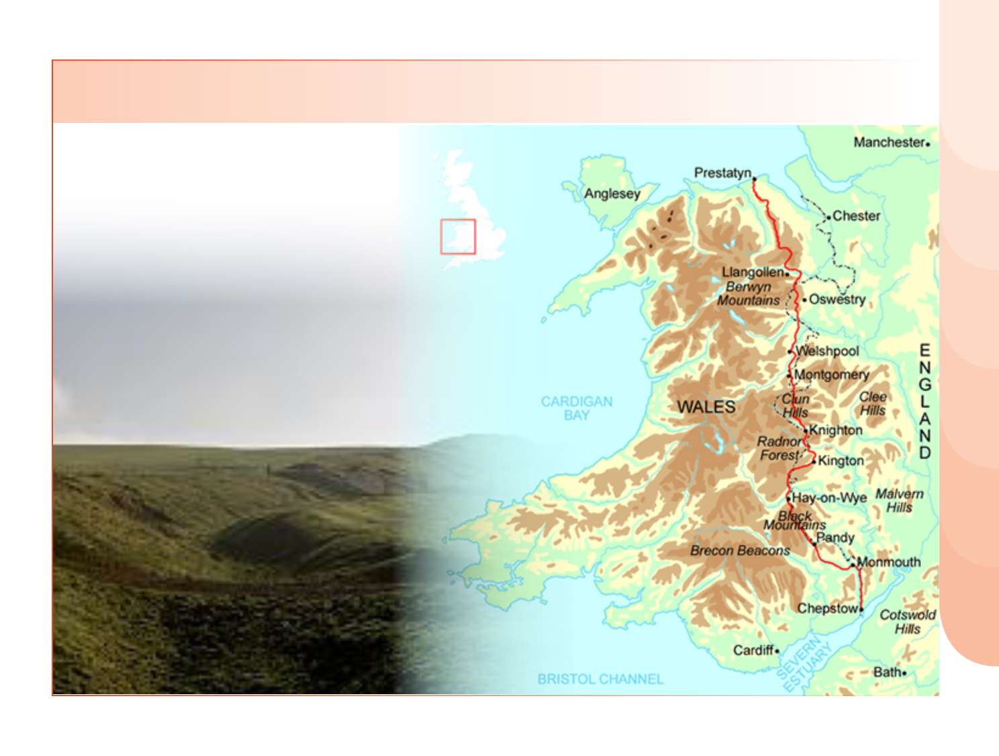 Manchester
Prestatyn
Anglesey
Chester
Llangollen
Berwyn
Mountains
Oswestry
Welshpool
Montgomery
CARDIGAN
BAY
WALES
Clun
Hills
Clee
Hills
ENGLAND
Knighton
Radnor
Forest
Kington
Hay-on-Wye
Malvern
Hills
Black
Mountains
Pandy
Brecon Beacons
Monmouth
Chepstow
Cotswold
Hills
Cardiff
SEVERN
ESTUARY
Bath
BRISTOL CHANNEL